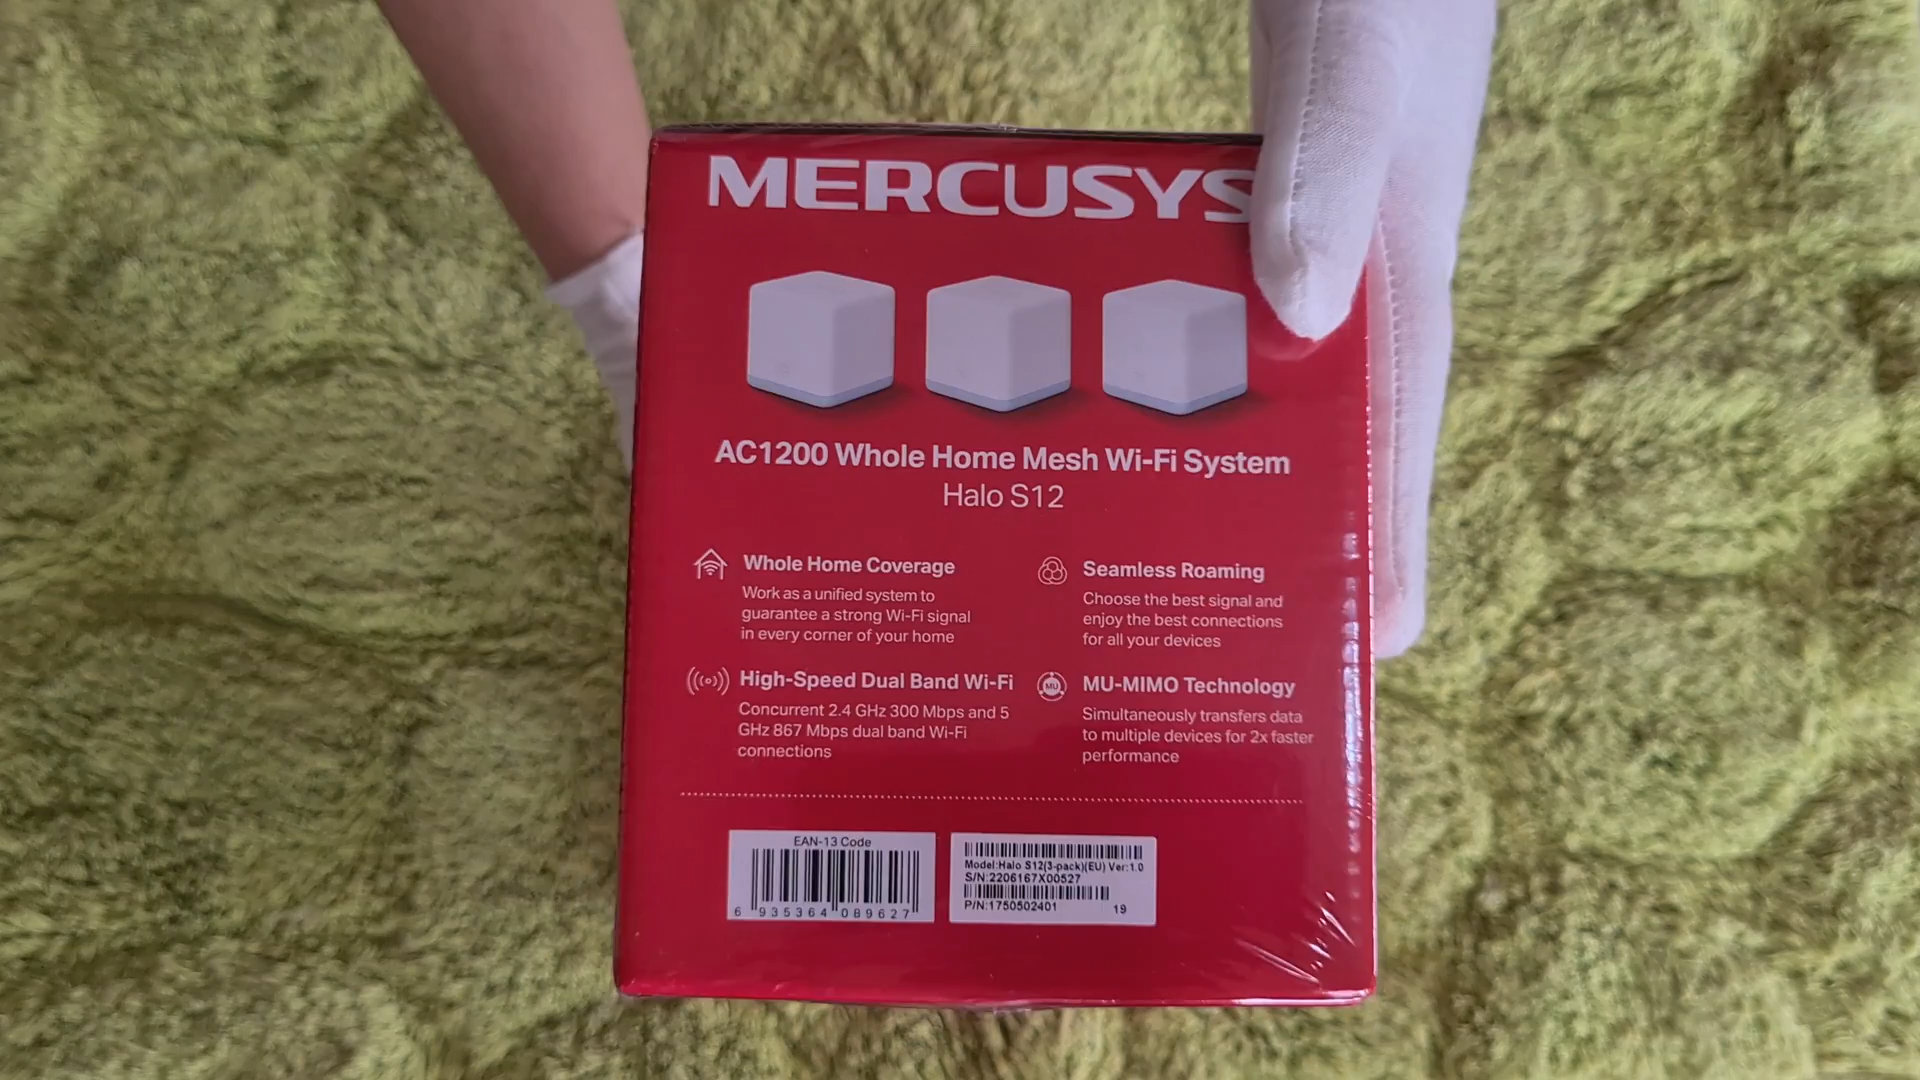 MERCUSYS
AC1200 Whole Home Mesh Wi-Fi System
Halo S12
Whole Home Coverage
Work as a unified system to
guarantee a strong Wi-Fi signal
in every corner of your home
Seamless Roaming
Choose the best signal and
enjoy the best connections
for all your devices
High-Speed Dual Band Wi-Fi
Concurrent 2.4 GHz 300 Mbps and 5
GHz 867 Mbps dual band Wi-Fi
connections
MU
MU-MIMO Technology
Simultaneously transfers data
to multiple devices for 2x faster
performance
EAN-13 Code
6 935364 089627
Model:Halo S12(3-pack)(EU) Ver:1.0
S/N:2206167X00527
P/N:1750502401 19